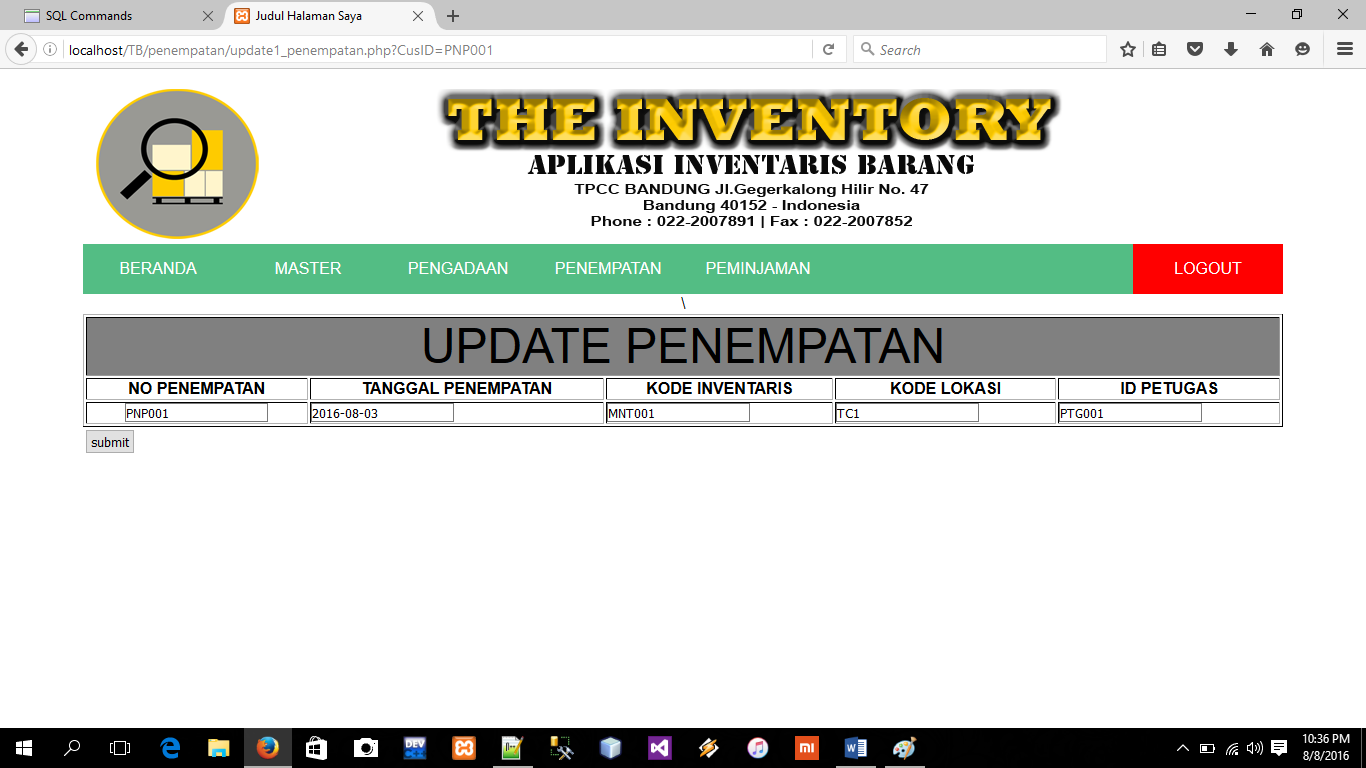 SQL Commands
Judul Halaman Saya
localhost/TB/penempatan/update1_penempatan.php?CusID=PNP001
Search
THE INVENTORY
APLIKASI INVENTARIS BARANG
TPCC BANDUNG Jl.Gegerkalong Hilir No. 47
Bandung 40152 - Indonesia
Phone : 022-2007891 | Fax : 022-2007852
BERANDA MASTER PENGADAAN PENEMPATAN PEMINJAMAN LOGOUT
\
UPDATE PENEMPATAN
NO PENEMPATAN TANGGAL PENEMPATAN KODE INVENTARIS KODE LOKASI ID PETUGAS
PNP001 2016-08-03 MNT001 TC1 PTG001
submit
DEV
mi
10:36 PM
8/8/2016